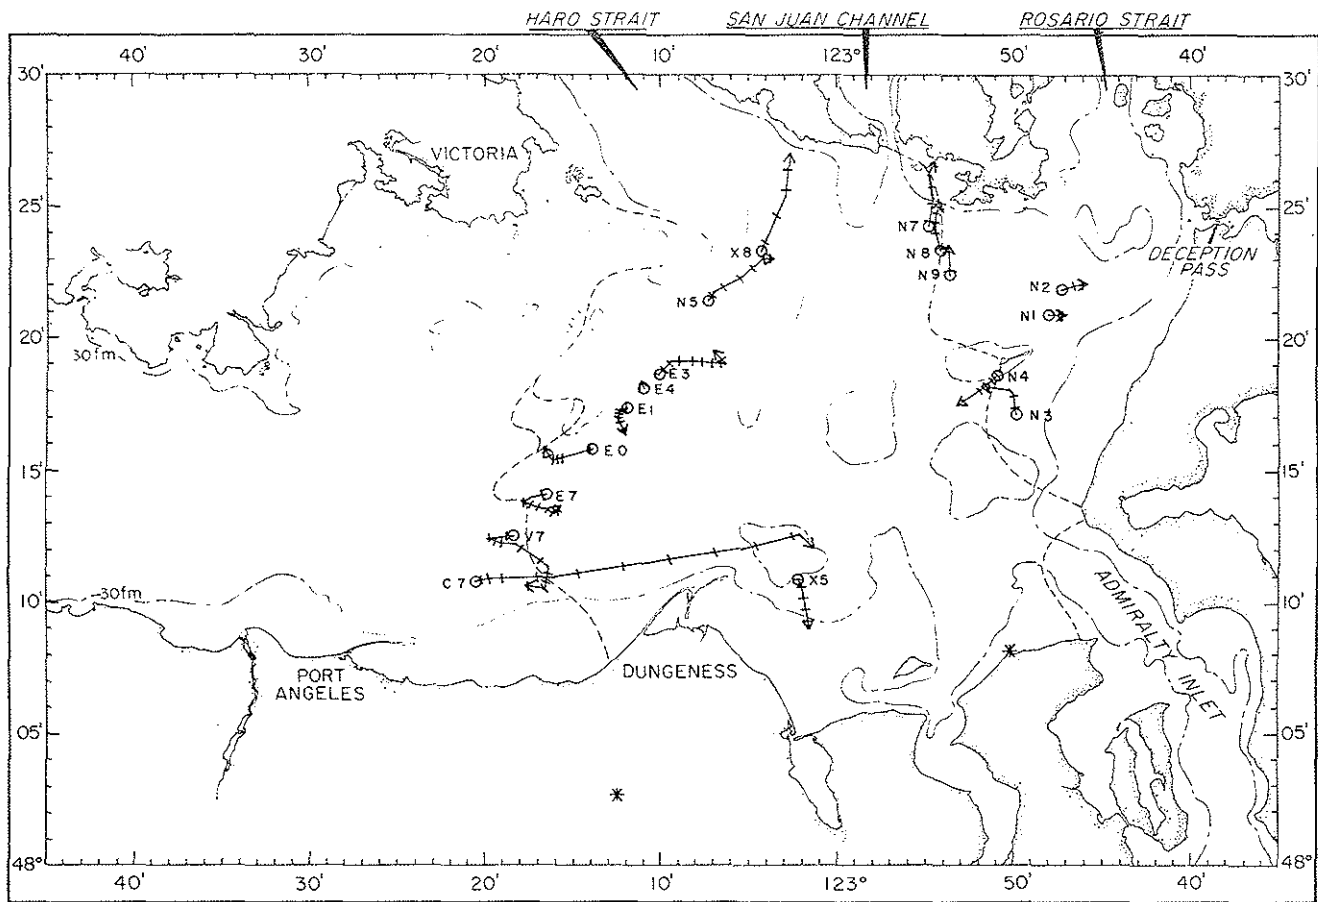 HARO STRAIT SAN JUAN CHANNEL ROSARIO STRAIT
40' 30' 20' 10' 123° 50' 40'
30' 30'
VICTORIA
25' 25'
N7
X8 N8 DECEPTION
PASS
N9
N2
N5
N1
20' 20'
30fm
E3 N4
E4
E1 N3
E0
15' 15'
E7
V7
C7 X5
30fm
10' 10'
ADMIRALTY INLET
PORT
ANGELES
DUNGENESS
05' 05'
*
*
48° 48°
40' 30' 20' 10' 123° 50' 40'